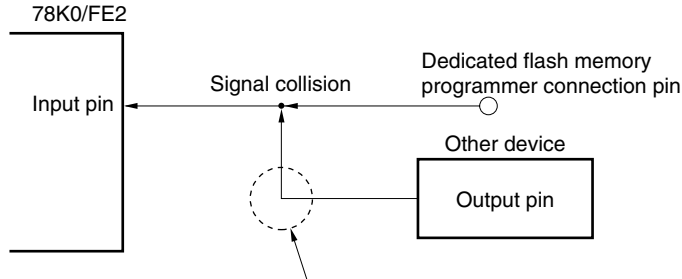 78K0/FE2
Dedicated flash memory
programmer connection pin
Signal collision
Input pin
Other device
Output pin